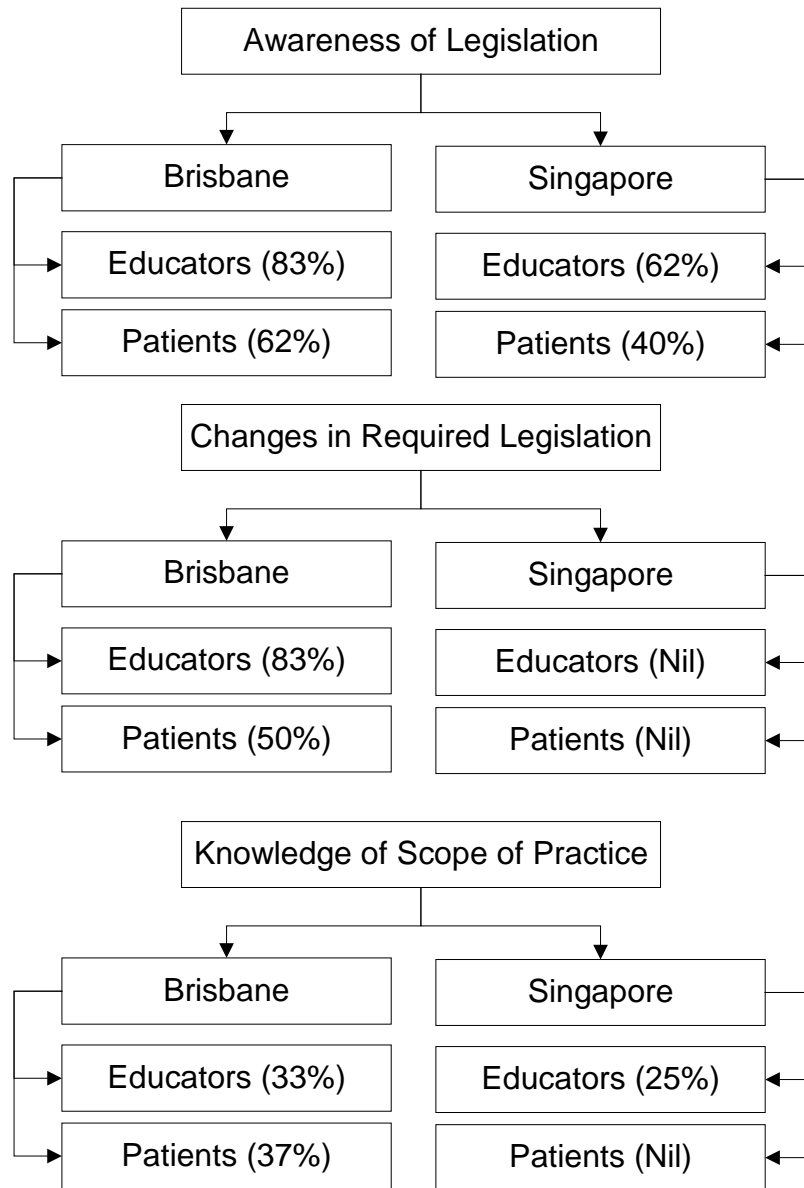 Awareness of Legislation
Brisbane
Singapore
Educators (83%)
Educators (62%)
Patients (62%)
Patients (40%)
Changes in Required Legislation
Brisbane
Singapore
Educators (83%)
Educators (Nil)
Patients (50%)
Patients (Nil)
Knowledge of Scope of Practice
Brisbane
Singapore
Educators (33%)
Educators (25%)
Patients (37%)
Patients (Nil)